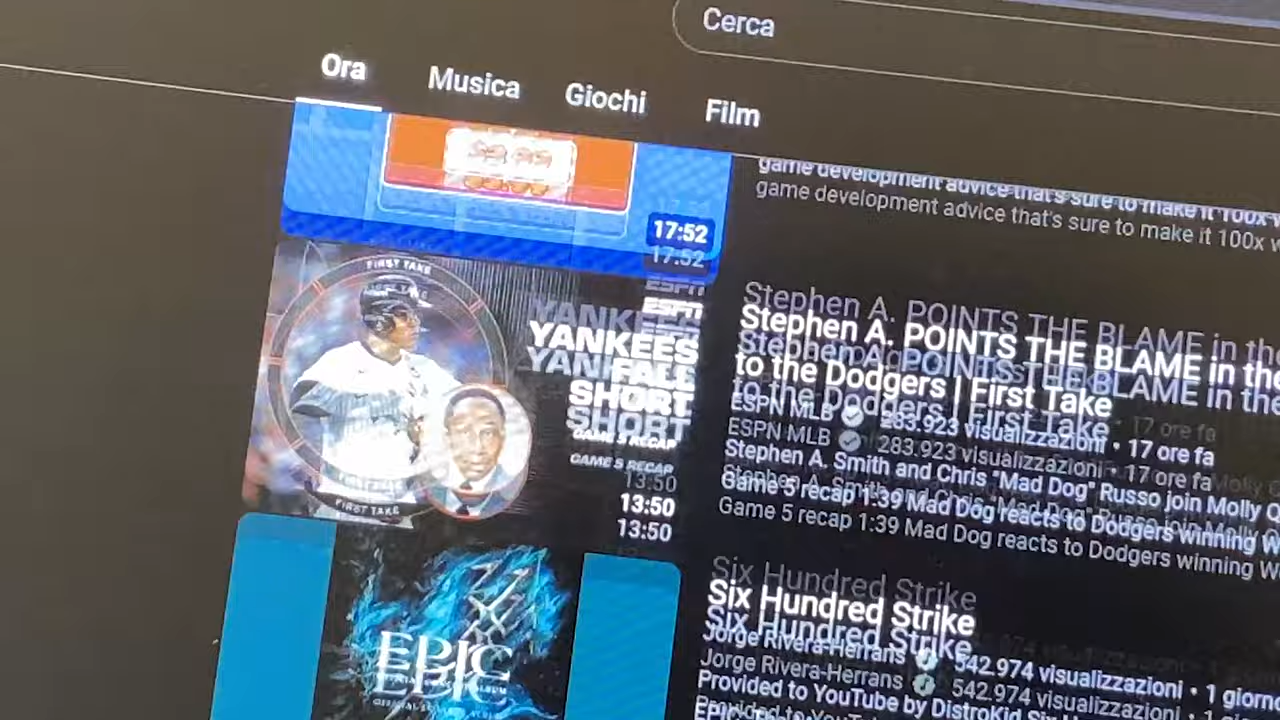 Cerca
Ora
Musica
Giochi
Film
game development advice that's sure to make it 100x
17:52
FIRST TAKE
ESPN
YANKEES
FALL
SHORT
GAME 5 RECAP
FIRST TAKE
13:50
Stephen A. POINTS THE BLAME in the
to the Dodgers | First Take
ESPN MLB 283.923 visualizzazioni • 17 ore fa
Stephen A. Smith and Chris "Mad Dog" Russo join Molly
Game 5 recap 1:39 Mad Dog reacts to Dodgers winning
EPIC
Six Hundred Strike
Jorge Rivera-Herrans 542.974 visualizzazioni • 1 giorno
Provided to YouTube by DistroKid